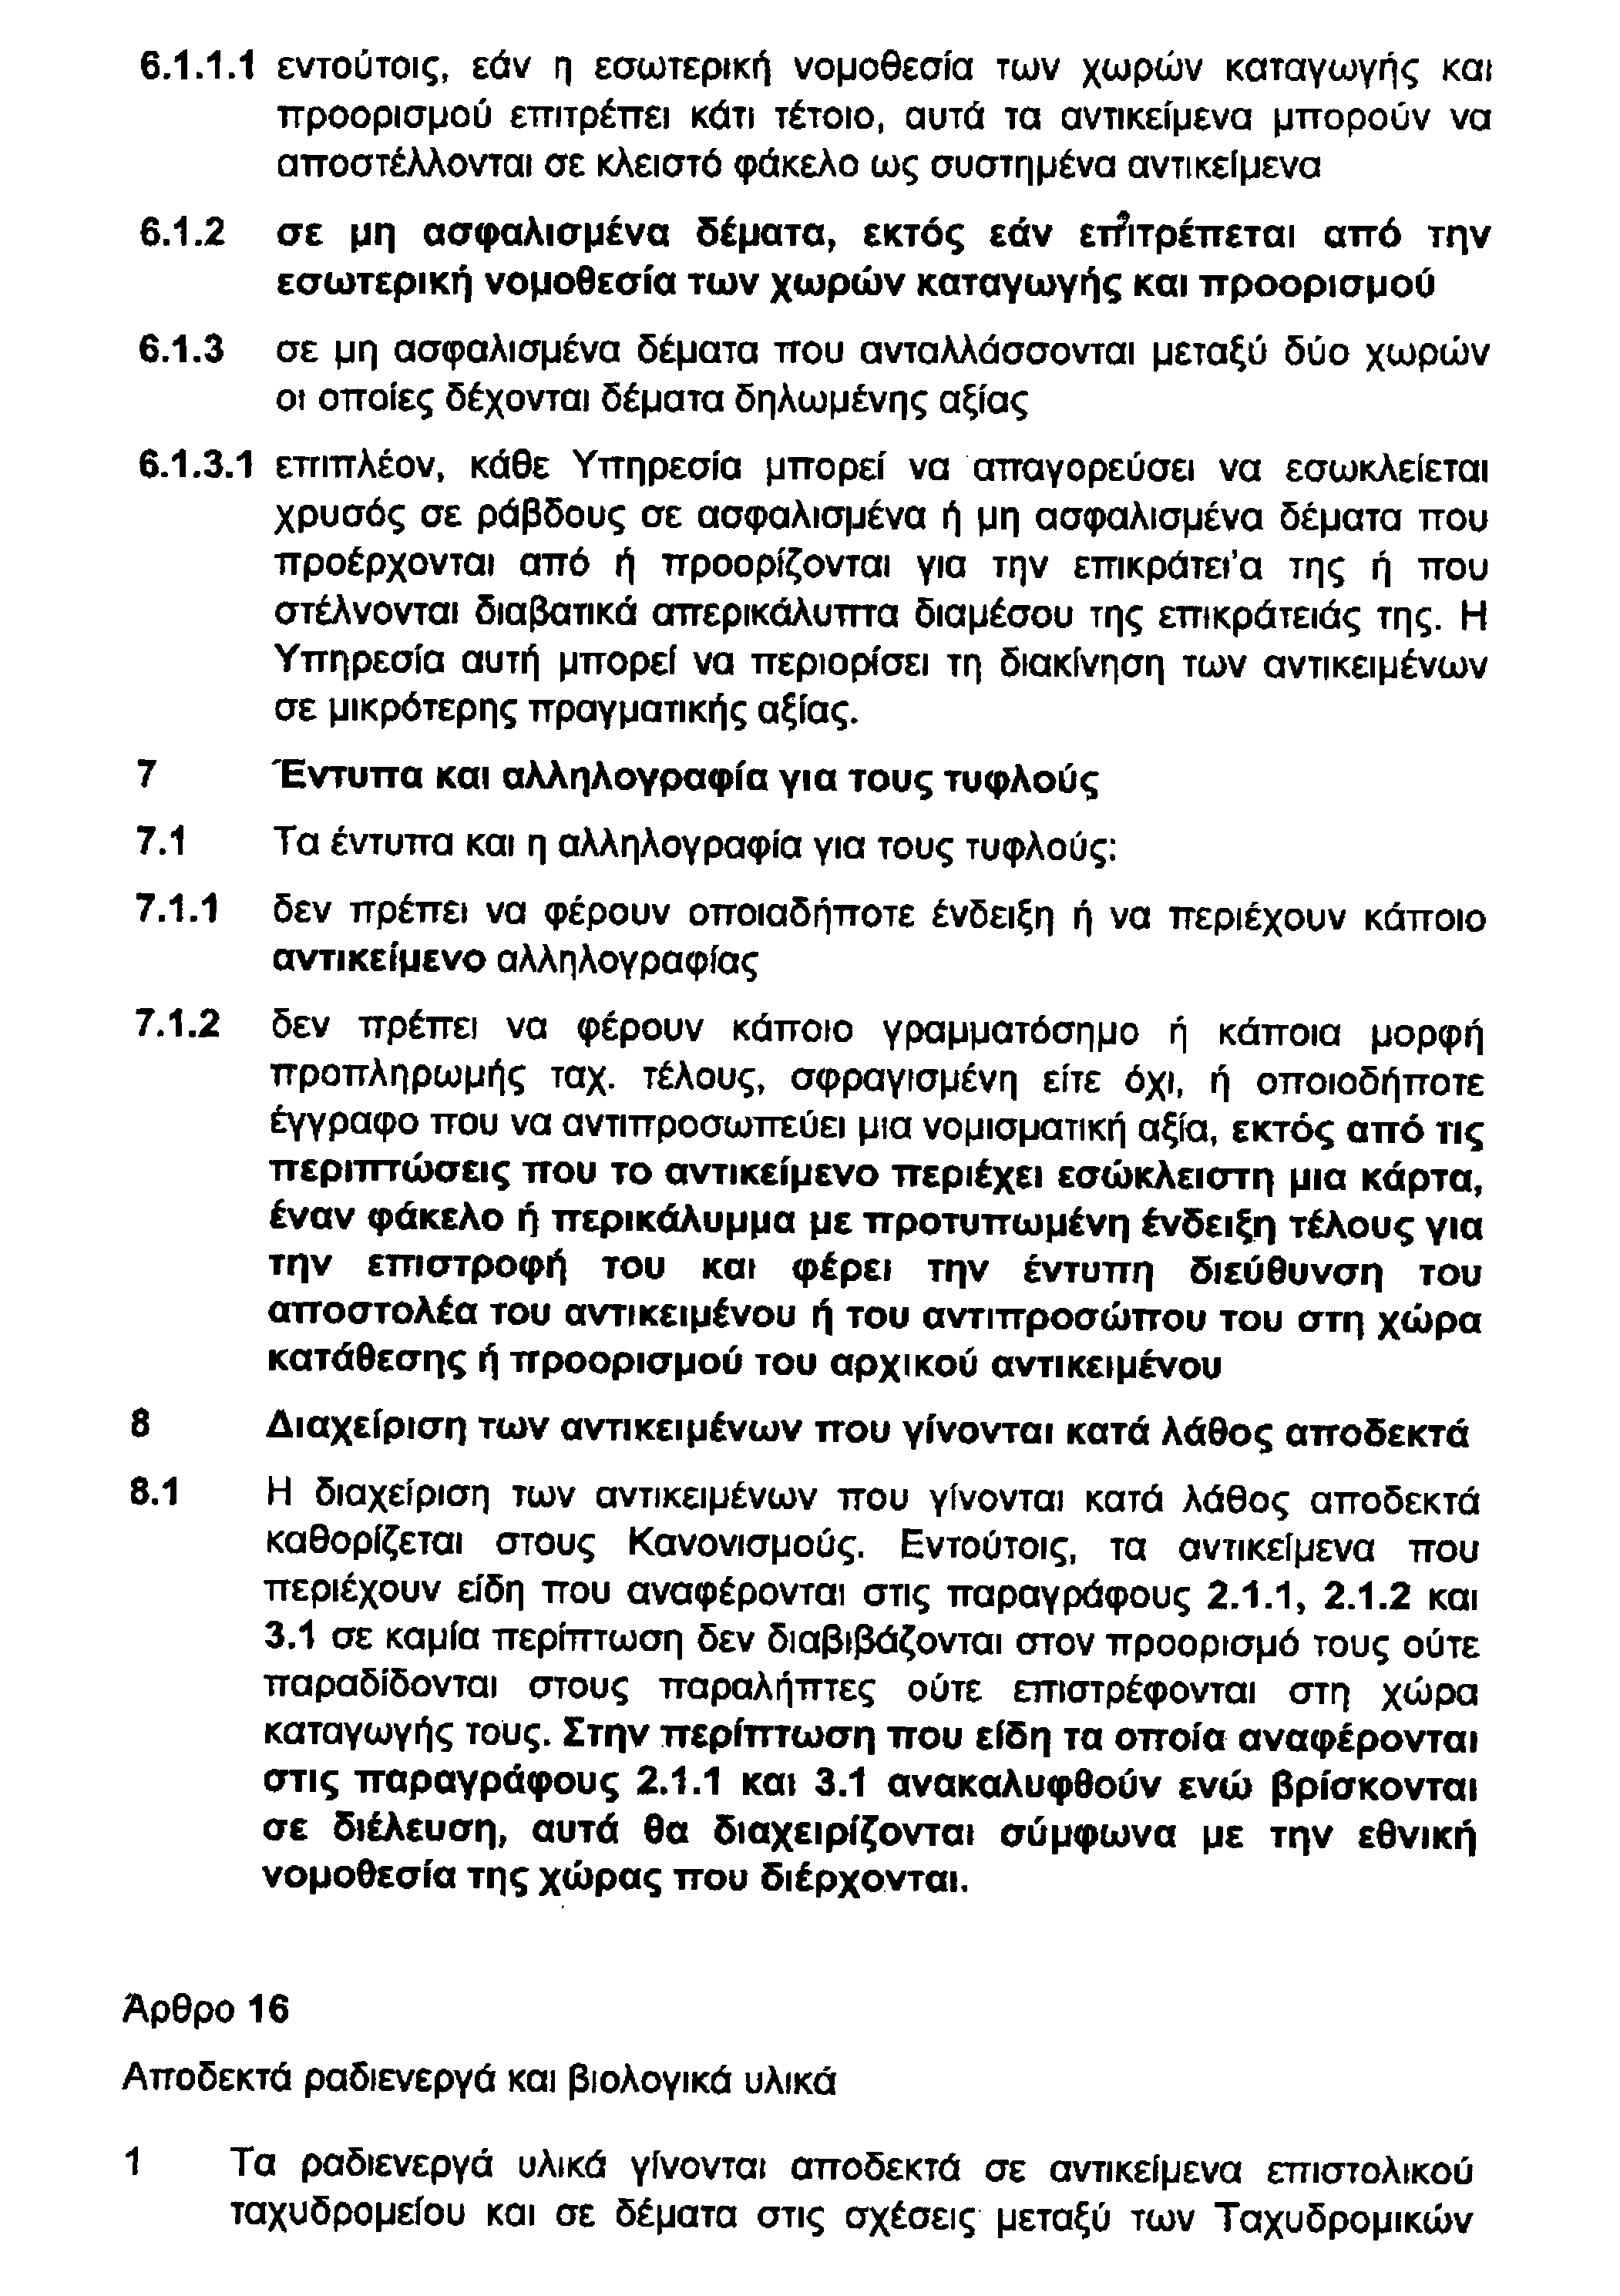 6.1.1.1 εντούτοις, εάν η εσωτερική νομοθεσία των χωρών καταγωγής και
προορισμού επιτρέπει κάτι τέτοιο, αυτά τα αντικείμενα μπορούν να
αποστέλλονται σε κλειστό φάκελο ως συστημένα αντικείμενα
6.1.2 σε μη ασφαλισμένα δέματα, εκτός εάν επιτρέπεται από την
εσωτερική νομοθεσία των χωρών καταγωγής και προορισμού
6.1.3 σε μη ασφαλισμένα δέματα που ανταλλάσσονται μεταξύ δύο χωρών
οι οποίες δέχονται δέματα δηλωμένης αξίας
6.1.3.1 επιπλέον, κάθε Υπηρεσία μπορεί να απαγορεύσει να εσωκλείεται
χρυσός σε ράβδους σε ασφαλισμένα ή μη ασφαλισμένα δέματα που
προέρχονται από ή προορίζονται για την επικράτει'α της ή που
στέλνονται διαβατικά απερικάλυπτα διαμέσου της επικράτειάς της. Η
Υπηρεσία αυτή μπορεί να περιορίσει τη διακίνηση των αντικειμένων
σε μικρότερης πραγματικής αξίας.
7 Έντυπα και αλληλογραφία για τους τυφλούς
7.1 Τα έντυπα και η αλληλογραφία για τους τυφλούς:
7.1.1 δεν πρέπει να φέρουν οποιαδήποτε ένδειξη ή να περιέχουν κάποιο
αντικείμενο αλληλογραφίας
7.1.2 δεν πρέπει να φέρουν κάποιο γραμματόσημο ή κάποια μορφή
προπληρωμής ταχ. τέλους, σφραγισμένη είτε όχι, ή οποιοδήποτε
έγγραφο που να αντιπροσωπεύει μια νομισματική αξία, εκτός από τις
περιπτώσεις που το αντικείμενο περιέχει εσώκλειστη μια κάρτα,
έναν φάκελο ή περικάλυμμα με προτυπωμένη ένδειξη τέλους για
την επιστροφή του και φέρει την έντυπη διεύθυνση του
αποστολέα του αντικειμένου ή του αντιπροσώπου του στη χώρα
κατάθεσης ή προορισμού του αρχικού αντικειμένου
8 Διαχείριση των αντικειμένων που γίνονται κατά λάθος αποδεκτά
8.1 Η διαχείριση των αντικειμένων που γίνονται κατά λάθος αποδεκτά
καθορίζεται στους Κανονισμούς. Εντούτοις, τα αντικείμενα που
περιέχουν είδη που αναφέρονται στις παραγράφους 2.1.1, 2.1.2 και
3.1 σε καμία περίπτωση δεν διαβιβάζονται στον προορισμό τους ούτε
παραδίδονται στους παραλήπτες ούτε επιστρέφονται στη χώρα
καταγωγής τους. Στην περίπτωση που είδη τα οποία αναφέρονται
στις παραγράφους 2.1.1 και 3.1 ανακαλυφθούν ενώ βρίσκονται
σε διέλευση, αυτά θα διαχειρίζονται σύμφωνα με την εθνική
νομοθεσία της χώρας που διέρχονται.
Άρθρο 16
Αποδεκτά ραδιενεργά και βιολογικά υλικά
1 Τα ραδιενεργά υλικά γίνονται αποδεκτά σε αντικείμενα επιστολικού
ταχυδρομείου και σε δέματα στις σχέσεις μεταξύ των Ταχυδρομικών